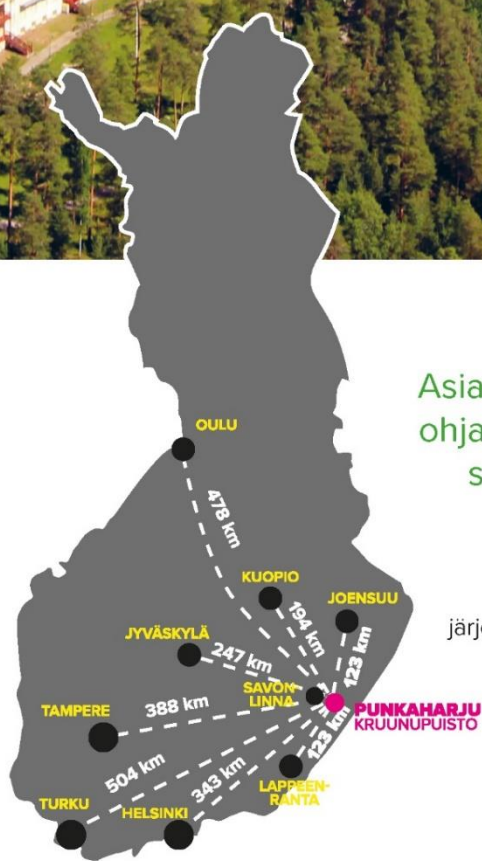 OULU
478 km
KUOPIO
194 km
JOENSUU
123 km
JYVÄSKYLÄ
247 km
SAVON
LINNA
TAMPERE
388 km
PUNKAHARJU
KRUUNUPUISTO
123 km
LAPPEEN-
RANTA
504 km
343 km
TURKU
HELSINKI
Asia
ohja
s
järje